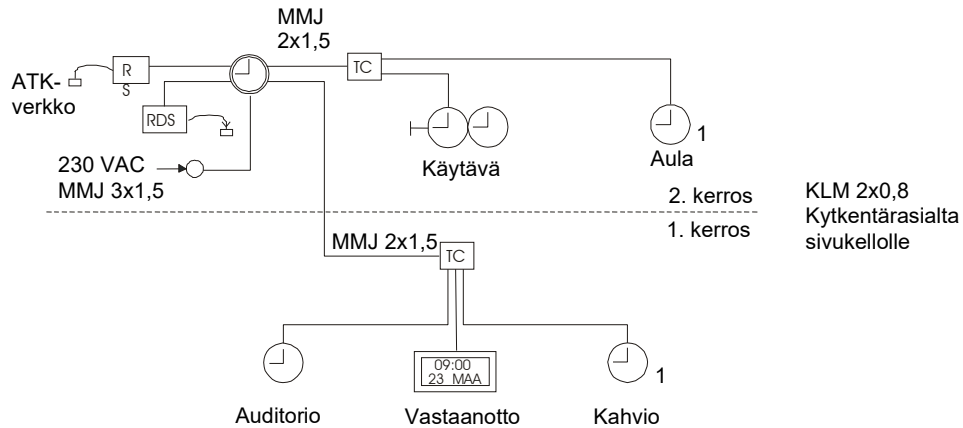 MMJ
2x1,5
R
S
TC
ATK-
verkko
RDS
1
230 VAC
MMJ 3x1,5
Käytävä
Aula
2. kerros
KLM 2x0,8
Kytkentärasialta
sivukellolle
1. kerros
MMJ 2x1,5
TC
09:00
23 MAA
1
Auditorio
Vastaanotto
Kahvio